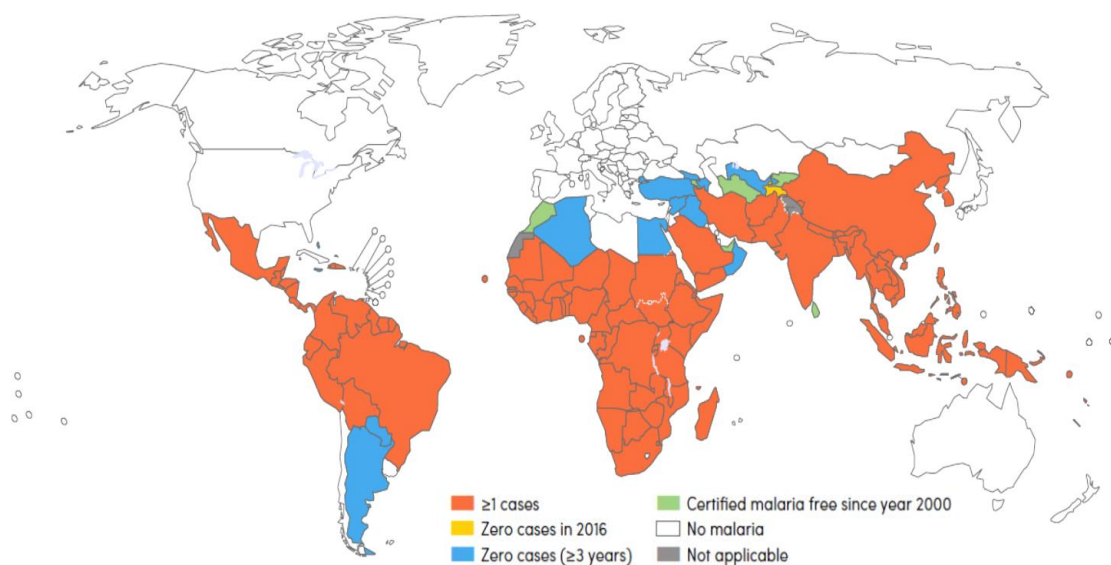 ≥1 cases
Zero cases in 2016
Zero cases (≥3 years)
Certified malaria free since year 2000
No malaria
Not applicable